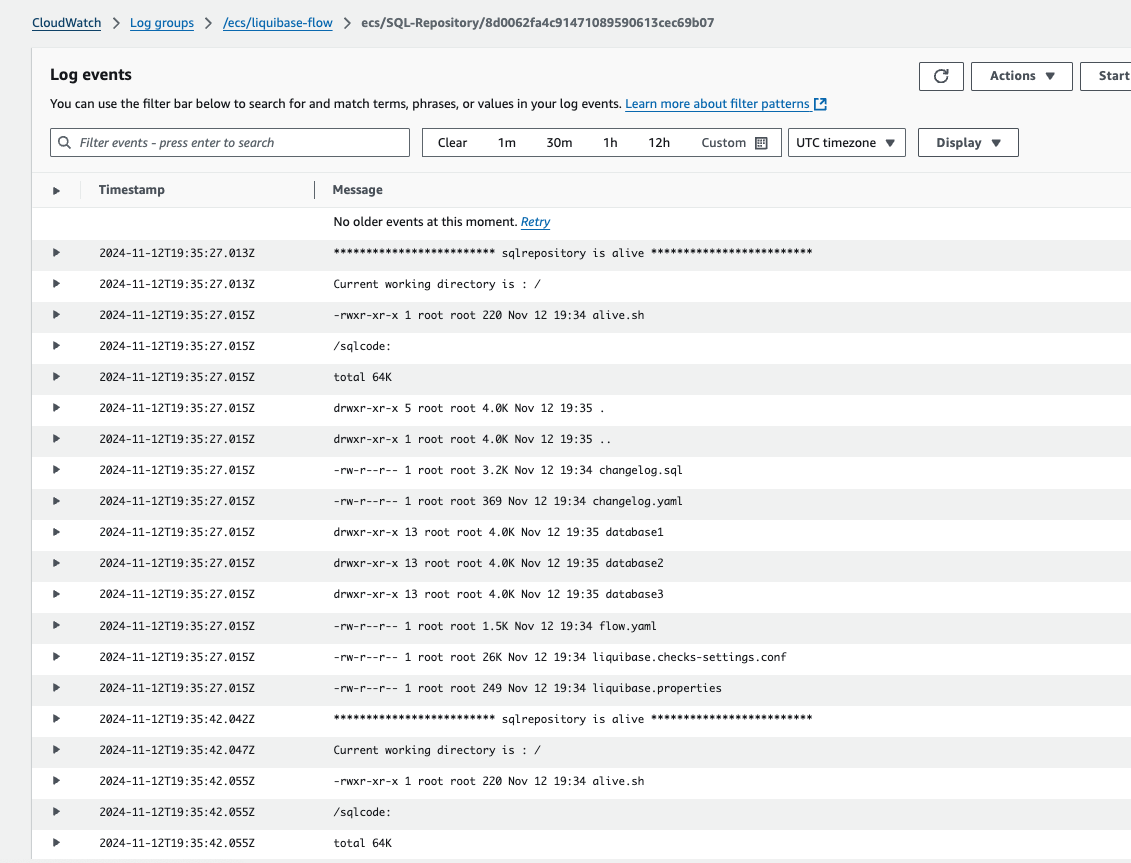 CloudWatch > Log groups > /ecs/liquibase-flow > ecs/SQL-Repository/8d0062fa4c91471089590613cec69b07
Log events
Actions ▼
Start
You can use the filter bar below to search for and match terms, phrases, or values in your log events. Learn more about filter patterns
Filter events - press enter to search
Clear 1m 30m 1h 12h Custom
UTC timezone ▼
Display ▼
Timestamp Message
No older events at this moment. Retry
2024-11-12T19:35:27.013Z ************************* sqlrepository is alive *************************
2024-11-12T19:35:27.013Z Current working directory is : /
2024-11-12T19:35:27.015Z -rwxr-xr-x 1 root root 220 Nov 12 19:34 alive.sh
2024-11-12T19:35:27.015Z /sqlcode:
2024-11-12T19:35:27.015Z total 64K
2024-11-12T19:35:27.015Z drwxr-xr-x 5 root root 4.0K Nov 12 19:35 .
2024-11-12T19:35:27.015Z drwxr-xr-x 1 root root 4.0K Nov 12 19:35 ..
2024-11-12T19:35:27.015Z -rw-r--r-- 1 root root 3.2K Nov 12 19:34 changelog.sql
2024-11-12T19:35:27.015Z -rw-r--r-- 1 root root 369 Nov 12 19:34 changelog.yaml
2024-11-12T19:35:27.015Z drwxr-xr-x 13 root root 4.0K Nov 12 19:35 database1
2024-11-12T19:35:27.015Z drwxr-xr-x 13 root root 4.0K Nov 12 19:35 database2
2024-11-12T19:35:27.015Z drwxr-xr-x 13 root root 4.0K Nov 12 19:35 database3
2024-11-12T19:35:27.015Z -rw-r--r-- 1 root root 1.5K Nov 12 19:34 flow.yaml
2024-11-12T19:35:27.015Z -rw-r--r-- 1 root root 26K Nov 12 19:34 liquibase.checks-settings.conf
2024-11-12T19:35:27.015Z -rw-r--r-- 1 root root 249 Nov 12 19:34 liquibase.properties
2024-11-12T19:35:42.042Z ************************* sqlrepository is alive *************************
2024-11-12T19:35:42.047Z Current working directory is : /
2024-11-12T19:35:42.055Z -rwxr-xr-x 1 root root 220 Nov 12 19:34 alive.sh
2024-11-12T19:35:42.055Z /sqlcode:
2024-11-12T19:35:42.055Z total 64K